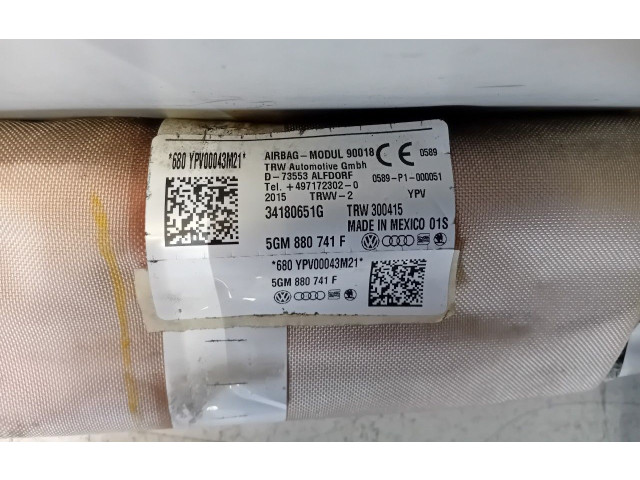 *680 YPV00043M21*
AIRBAG-MODUL 90018 CE 0589
TRW Automotive GmbH
D-73553 ALFDORF 0589-P1-000051
Tel. +497172302-0
2015 TRWV-2 YPV
34180651G TRW 300415
MADE IN MEXICO 01S
5GM 880 741 F
*680 YPV00043M21*
5GM 880 741 F